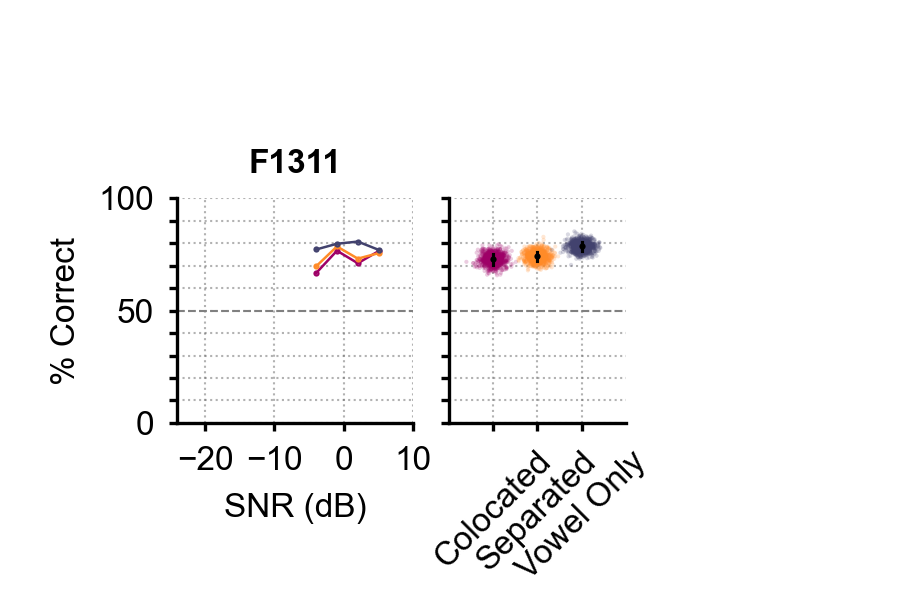 F1311
100
50
0
% Correct
−20 −10 0 10
SNR (dB)
Colocated
Separated
Vowel Only